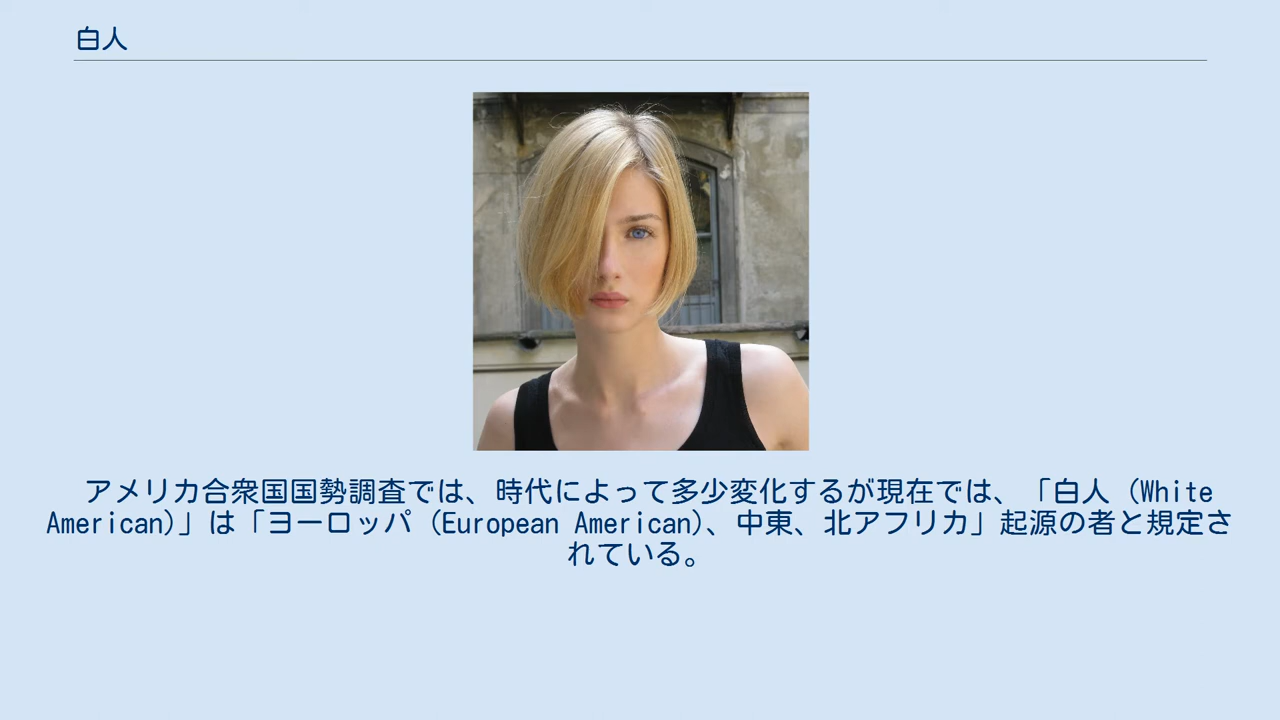 白人
アメリカ合衆国国勢調査では、時代によって多少変化するが現在では、「白人 (White
American)」は「ヨーロッパ (European American)、中東、北アフリカ」起源の者と規定さ
れている。